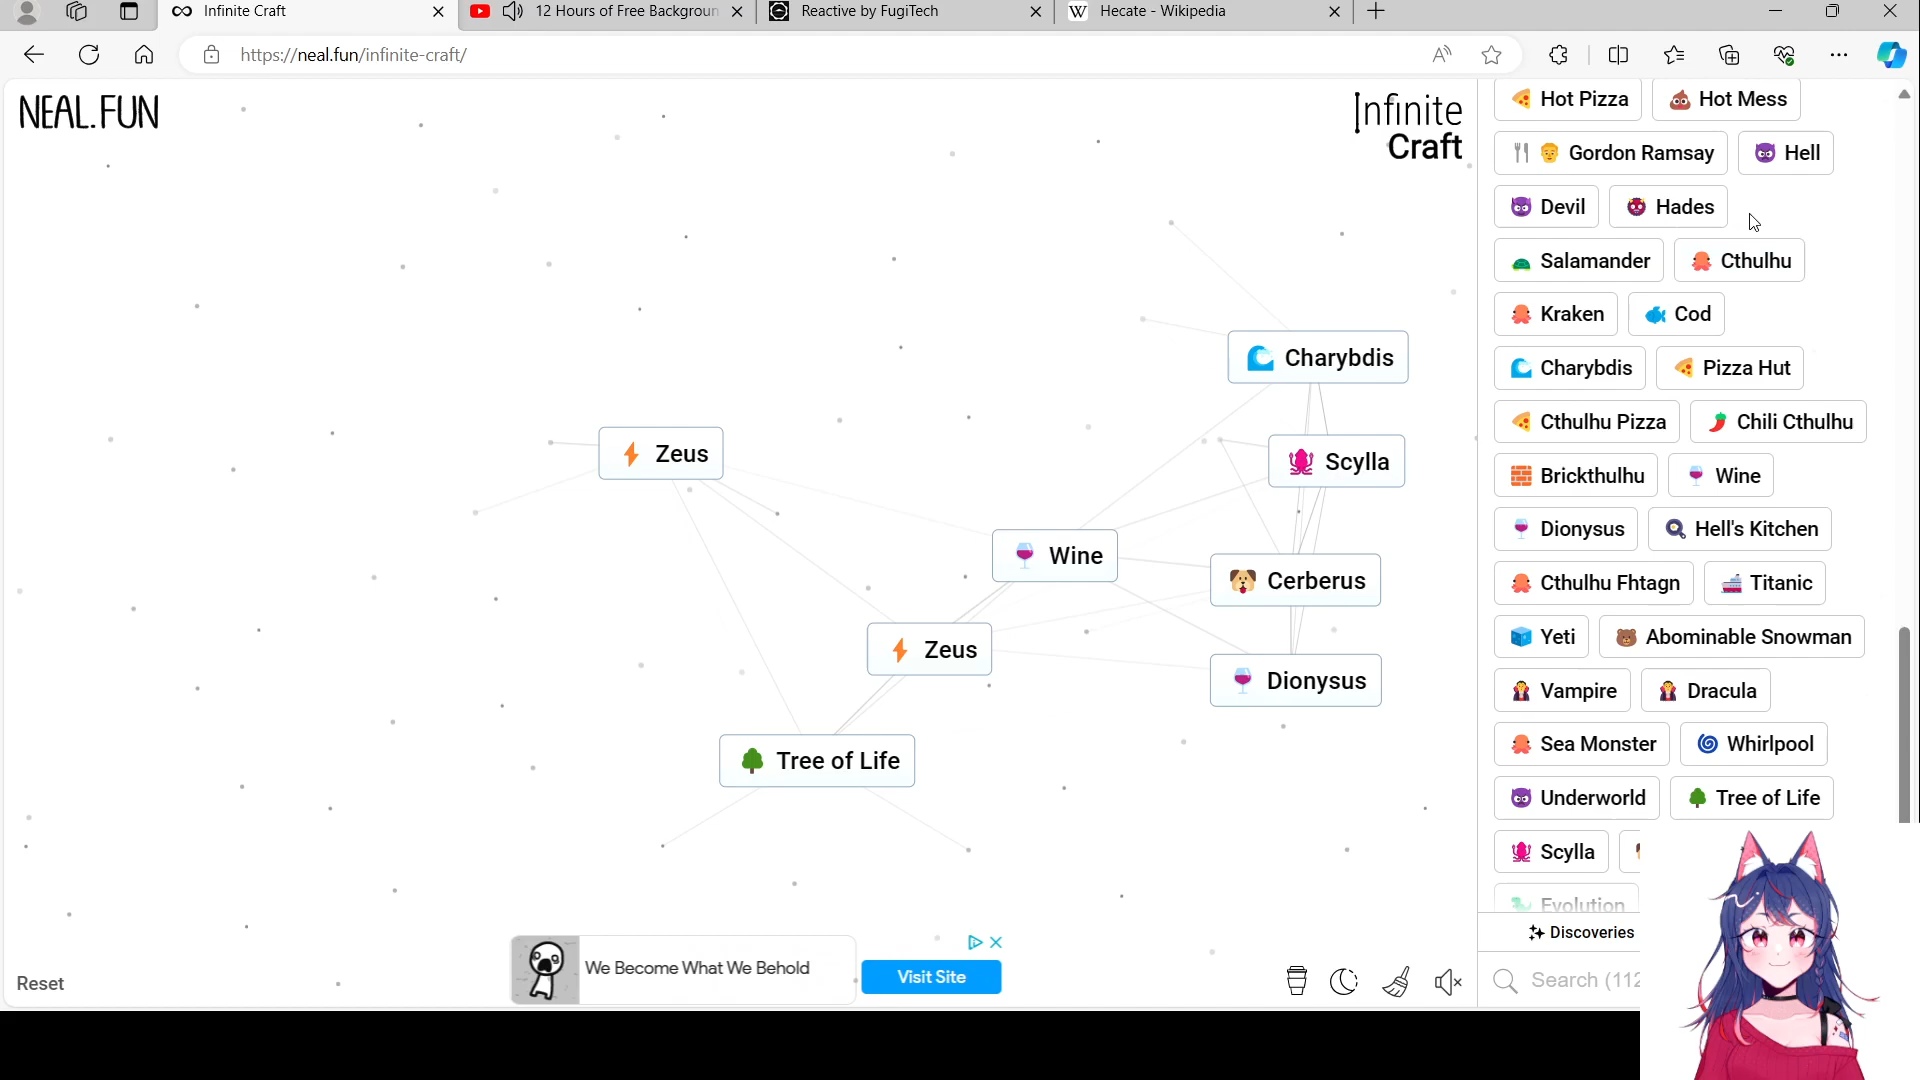 Infinite Craft
12 Hours of Free Backgroun
Reactive by FugiTech
W Hecate - Wikipedia
https://neal.fun/infinite-craft/
NEAL.FUN
Infinite
Craft
Charybdis
Zeus
Scylla
Wine
Cerberus
Zeus
Dionysus
Tree of Life
We Become What We Behold
Visit Site
Reset
Hot Pizza
Hot Mess
Gordon Ramsay
Hell
Devil
Hades
Salamander
Cthulhu
Kraken
Cod
Charybdis
Pizza Hut
Cthulhu Pizza
Chili Cthulhu
Brickthulhu
Wine
Dionysus
Hell's Kitchen
Cthulhu Fhtagn
Titanic
Yeti
Abominable Snowman
Vampire
Dracula
Sea Monster
Whirlpool
Underworld
Tree of Life
Scylla
Evolution
Discoveries
Search (112